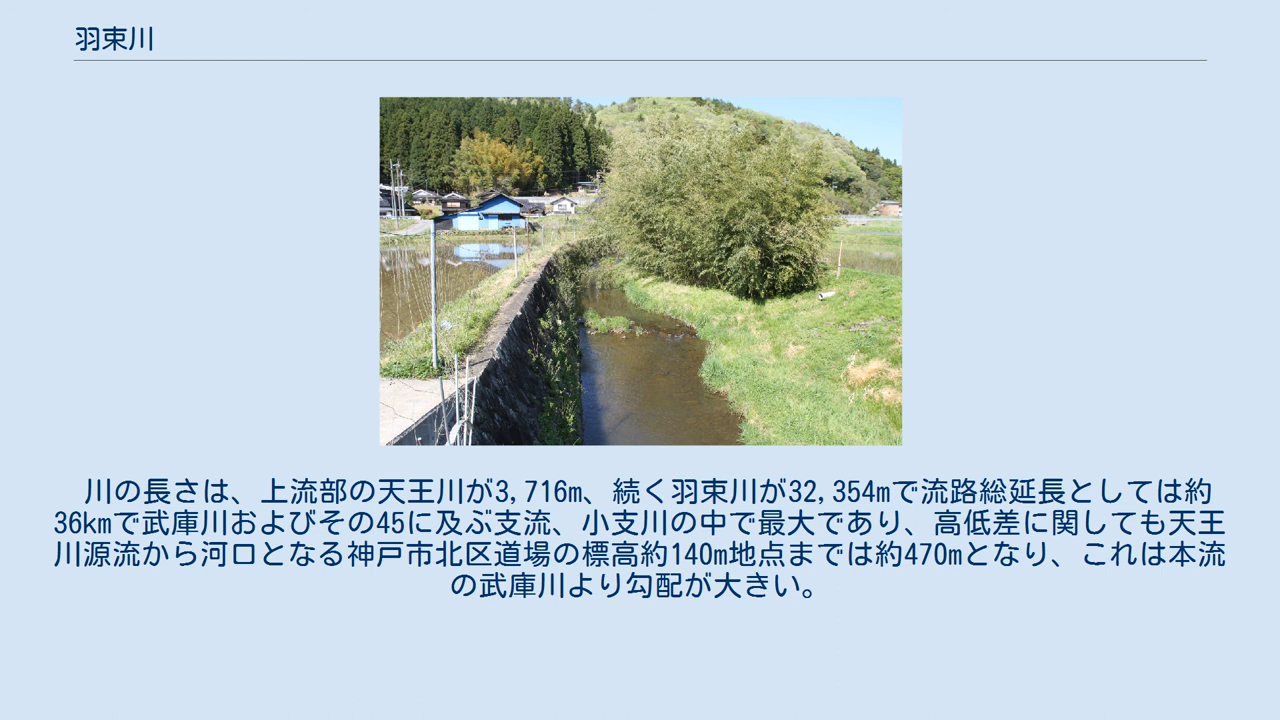 羽束川
川の長さは、上流部の天王川が3,716m、続く羽束川が32,354mで流路総延長としては約
36kmで武庫川およびその45に及ぶ支流、小支川の中で最大であり、高低差に関しても天王
川源流から河口となる神戸市北区道場の標高約140m地点までは約470mとなり、これは本流
の武庫川より勾配が大きい。